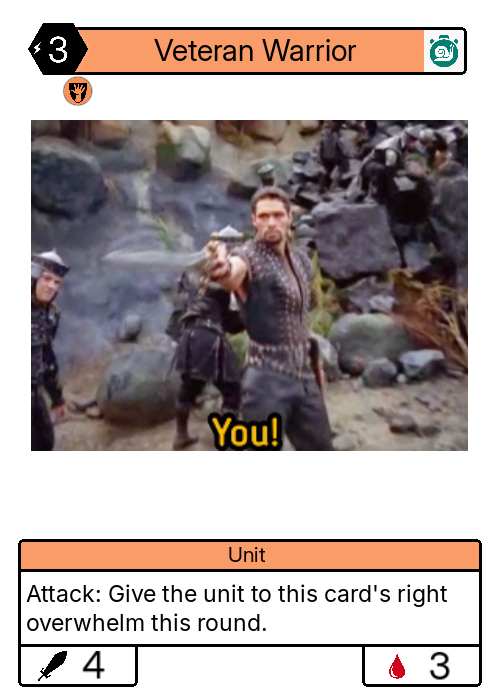 3
Veteran Warrior
You!
Unit
Attack: Give the unit to this card's right
overwhelm this round.
4
3